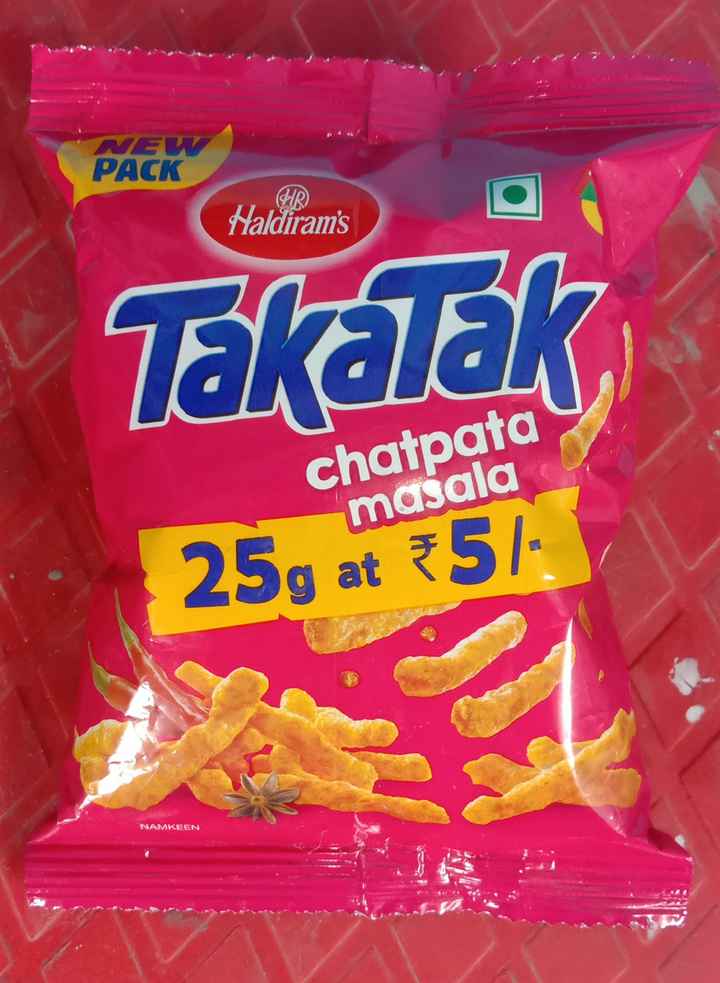 NEW
PACK
HR
Haldiram's
TakaTak
chatpata
masala
25g at ₹5/-
NAMKEEN